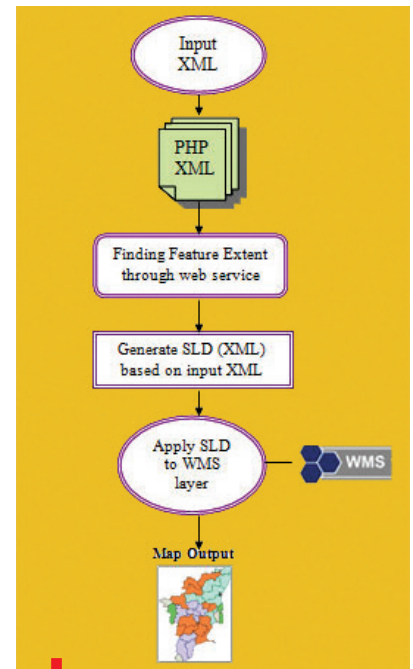 Input
XML
PHP
XML
Finding Feature Extent
through web service
Generate SLD (XML)
based on input XML
Apply SLD
to WMS
layer
WMS
Map Output